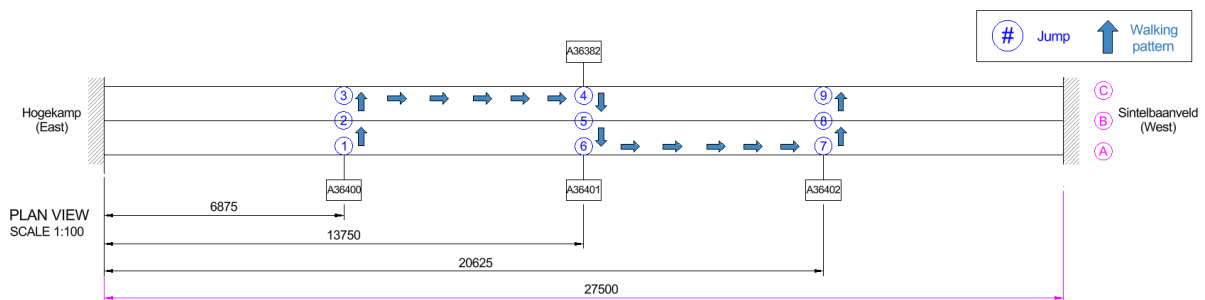 # Jump
Walking
pattern
A36382
Hogekamp
(East)
3
4
9
2
5
8
1
6
7
C
B
A
Sintelbaanveld
(West)
A36400
A36401
A36402
PLAN VIEW
SCALE 1:100
6875
13750
20625
27500